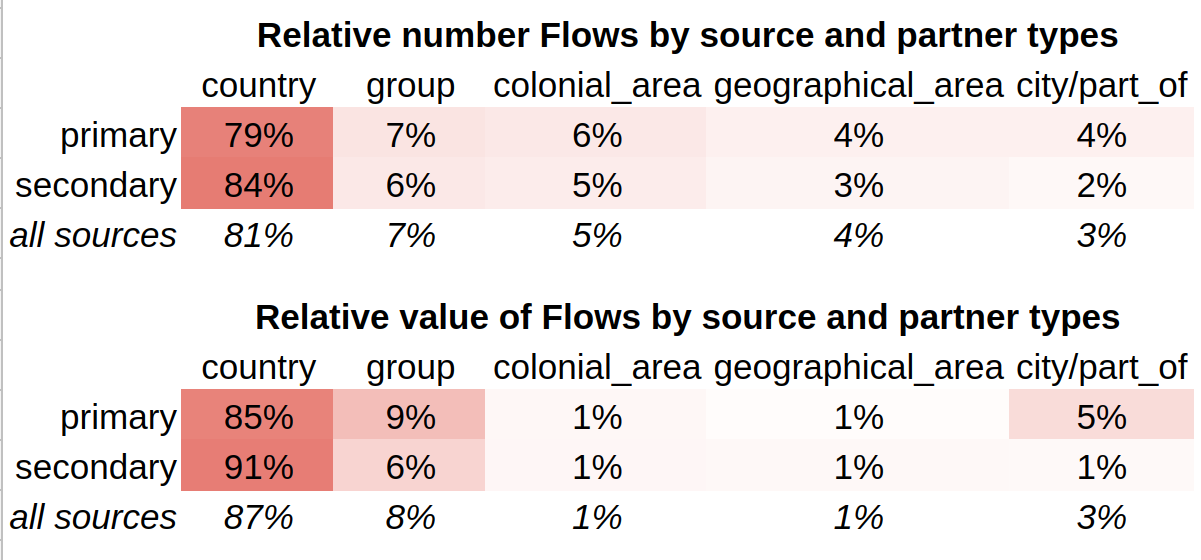 Relative number Flows by source and partner types
country group colonial_area geographical_area city/part_of
primary 79% 7% 6% 4% 4%
secondary 84% 6% 5% 3% 2%
all sources 81% 7% 5% 4% 3%
Relative value of Flows by source and partner types
country group colonial_area geographical_area city/part_of
primary 85% 9% 1% 1% 5%
secondary 91% 6% 1% 1% 1%
all sources 87% 8% 1% 1% 3%